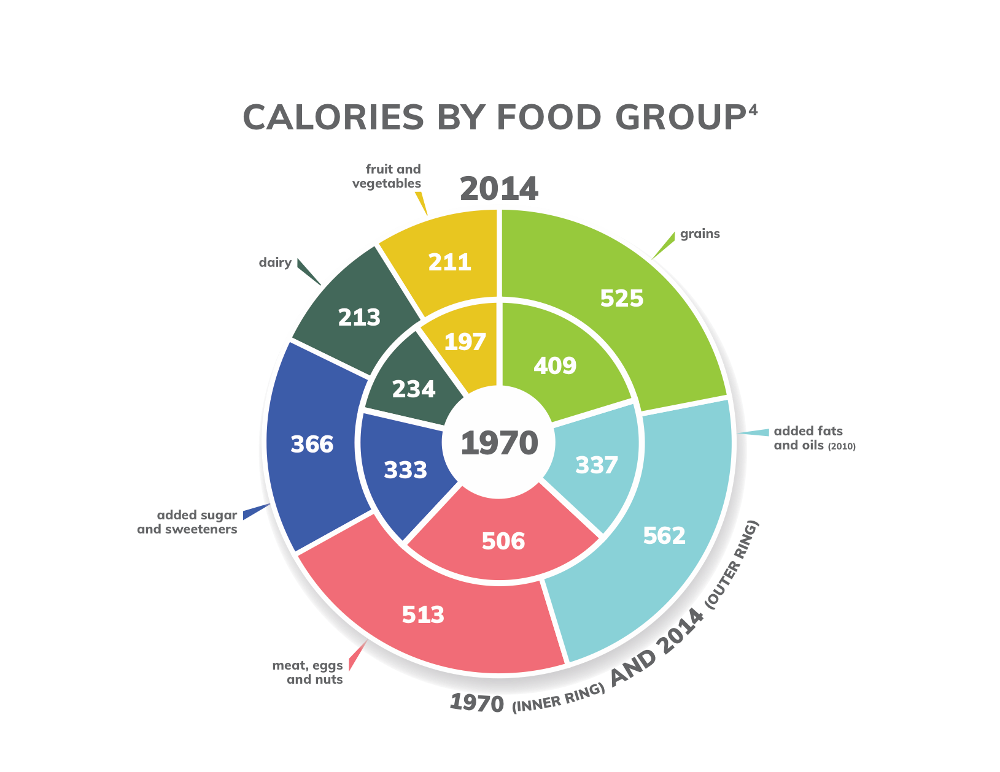 CALORIES BY FOOD GROUP⁴
fruit and
vegetables
2014
grains
dairy
211
525
213
197
409
234
added fats
and oils (2010)
366
1970
333
337
added sugar
and sweeteners
506
562
513
meat, eggs
and nuts
1970 (INNER RING) AND 2014 (OUTER RING)